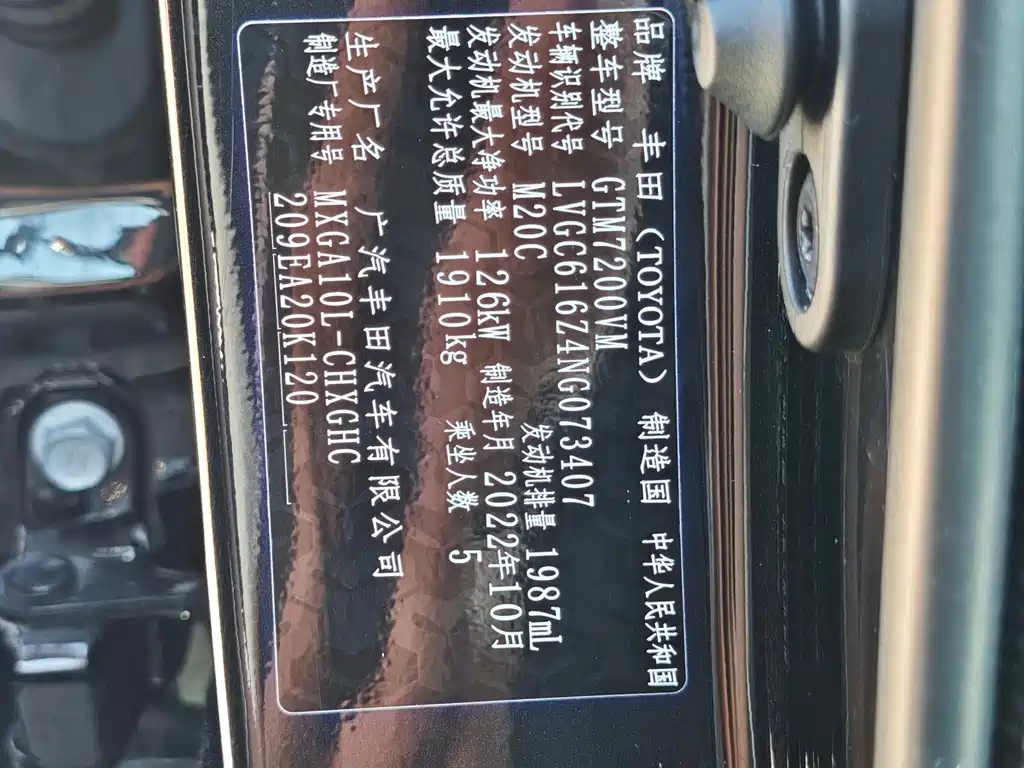 品牌 丰田（TOYOTA） 制造国 中华人民共和国
整车型号 GTM7200VM
车辆识别代号 LVGC616Z4NG073407
发动机型号 M20C 发动机排量 1987mL
发动机最大净功率 126kW 制造年月 2022年10月
最大允许总质量 1910kg 乘坐人数 5
生产厂名 广汽丰田汽车有限公司
制造厂专用号 MXGA10L-CHXGHC
209EA20K120